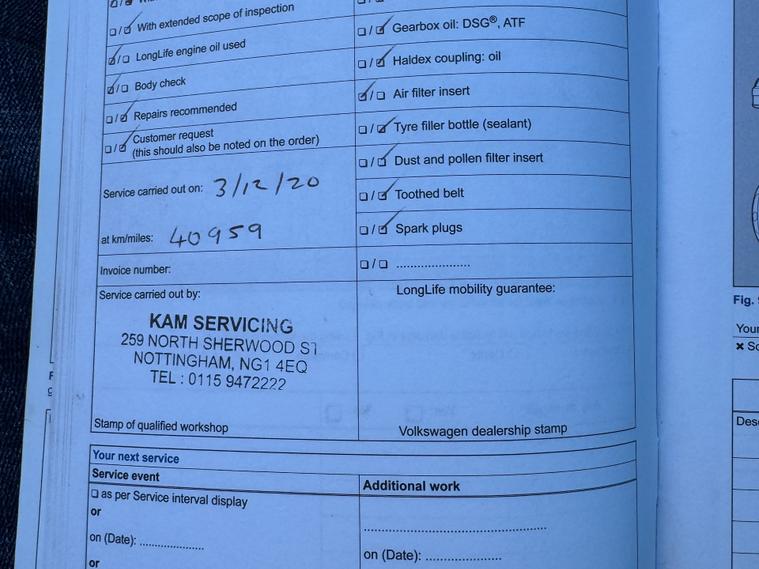 With extended scope of inspection
LongLife engine oil used
Body check
Repairs recommended
Customer request
(this should also be noted on the order)
Service carried out on: 3/12/20
at km/miles: 40959
Invoice number:
Service carried out by:
KAM SERVICING
259 NORTH SHERWOOD ST
NOTTINGHAM, NG1 4EQ
TEL : 0115 9472222
Stamp of qualified workshop
Gearbox oil: DSG®, ATF
Haldex coupling: oil
Air filter insert
Tyre filler bottle (sealant)
Dust and pollen filter insert
Toothed belt
Spark plugs
....................
LongLife mobility guarantee:
Volkswagen dealership stamp
Your next service
Service event
as per Service interval display
or
on (Date): ..................
or
Additional work
..................................................
on (Date): .....................
Fig.
Your